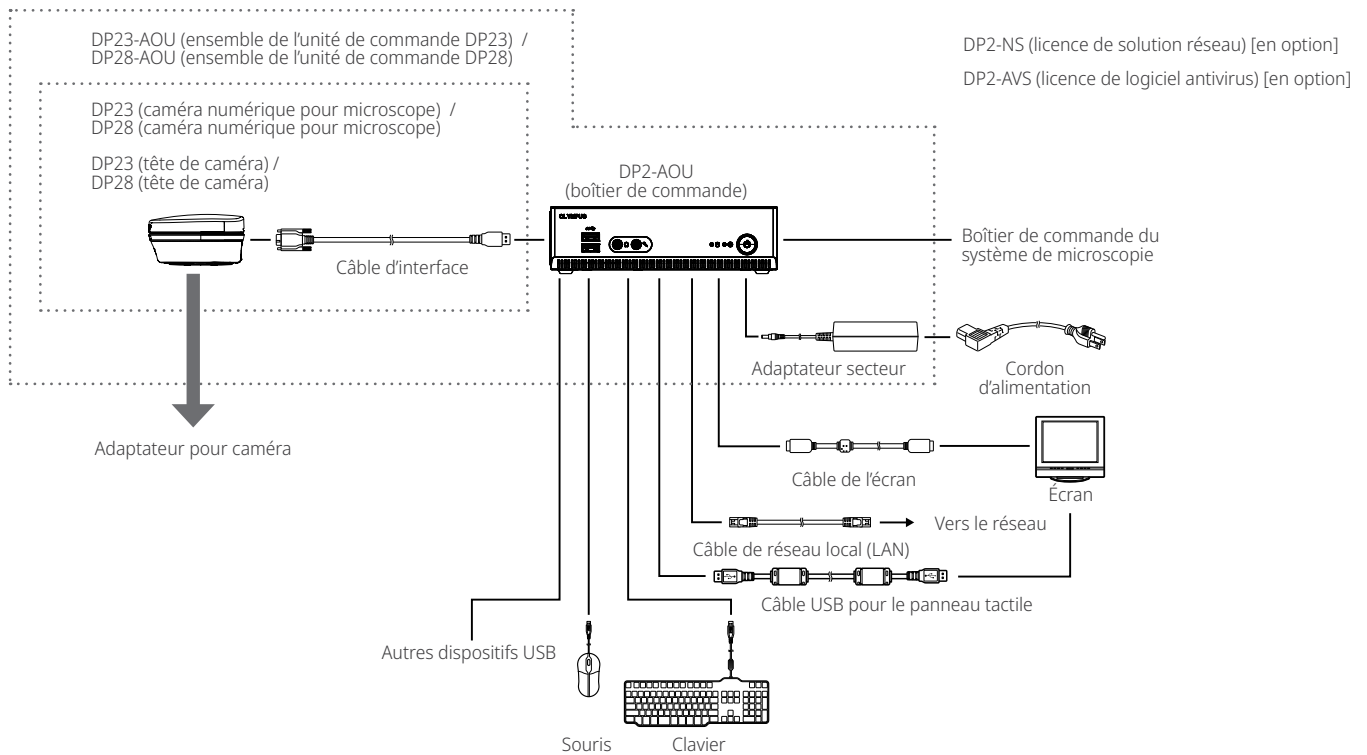 DP23-AOU (ensemble de l'unité de commande DP23) /
DP28-AOU (ensemble de l'unité de commande DP28)
DP2-NS (licence de solution réseau) [en option]
DP2-AVS (licence de logiciel antivirus) [en option]
DP23 (caméra numérique pour microscope) /
DP28 (caméra numérique pour microscope)
DP23 (tête de caméra) /
DP28 (tête de caméra)
DP2-AOU
(boîtier de commande)
OLYMPUS
Câble d'interface
Boîtier de commande du
système de microscopie
Adaptateur secteur
Cordon
d'alimentation
Adaptateur pour caméra
Câble de l'écran
Écran
Vers le réseau
Câble de réseau local (LAN)
Câble USB pour le panneau tactile
Autres dispositifs USB
Souris
Clavier